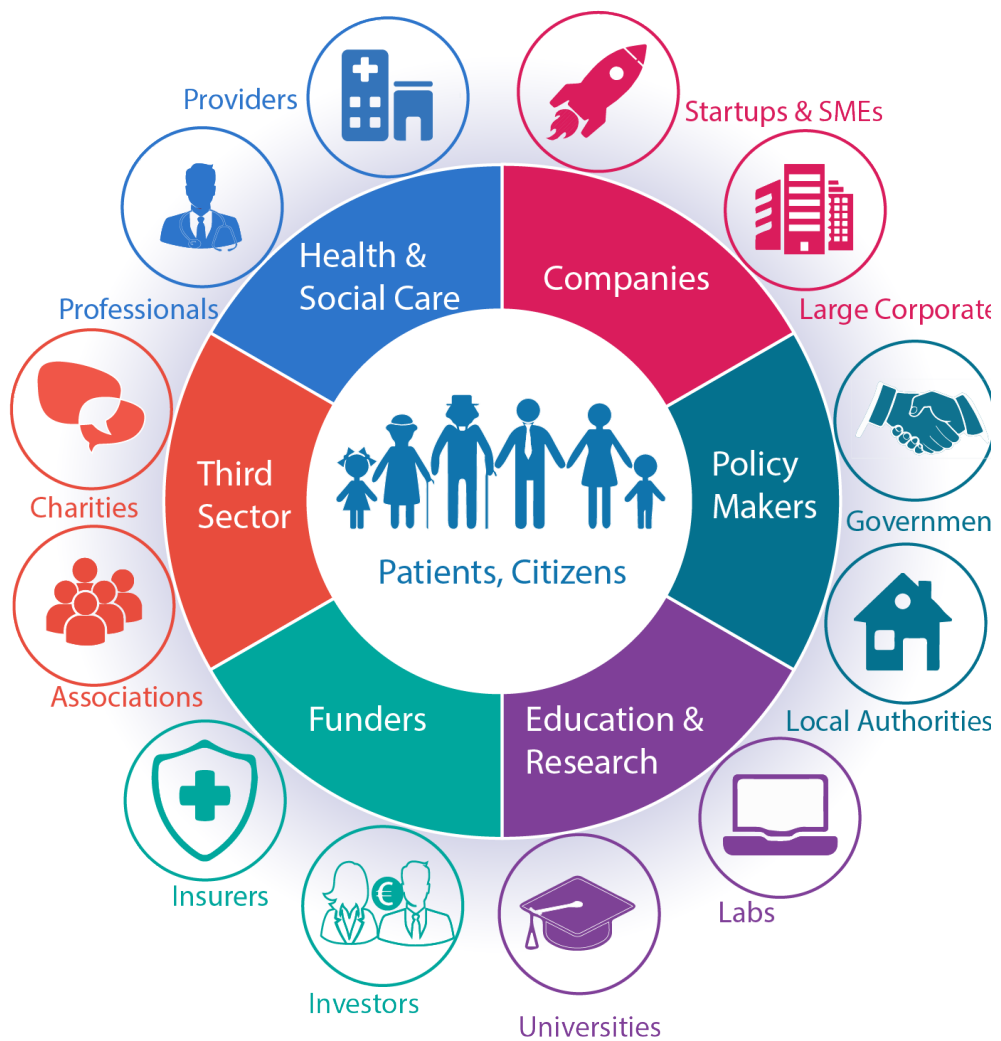 Providers
Startups & SMEs
Professionals
Large Corporate
Health &
Social Care
Companies
Charities
Third
Sector
Policy
Makers
Government
Patients, Citizens
Associations
Local Authorities
Funders
Education &
Research
Insurers
Labs
Investors
Universities
€